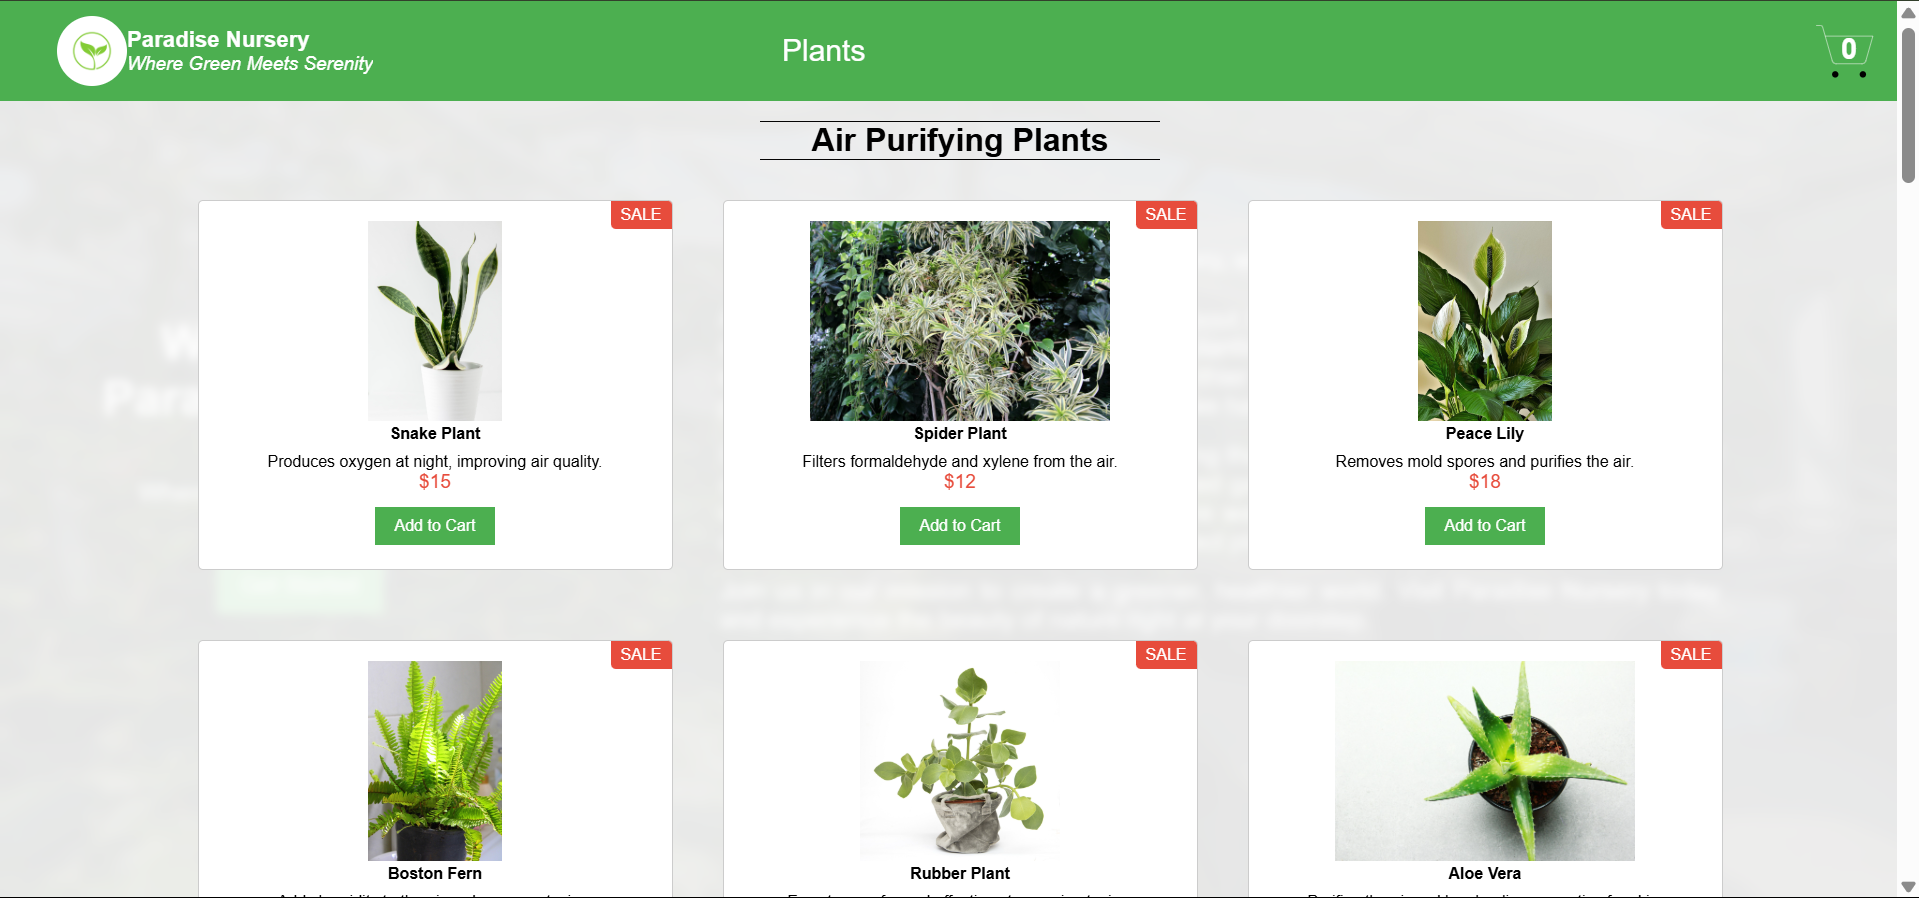 Paradise Nursery
Where Green Meets Serenity
Plants
0
Air Purifying Plants
SALE
Snake Plant
Produces oxygen at night, improving air quality.
$15
Add to Cart
SALE
Spider Plant
Filters formaldehyde and xylene from the air.
$12
Add to Cart
SALE
Peace Lily
Removes mold spores and purifies the air.
$18
Add to Cart
SALE
Boston Fern
SALE
Rubber Plant
SALE
Aloe Vera